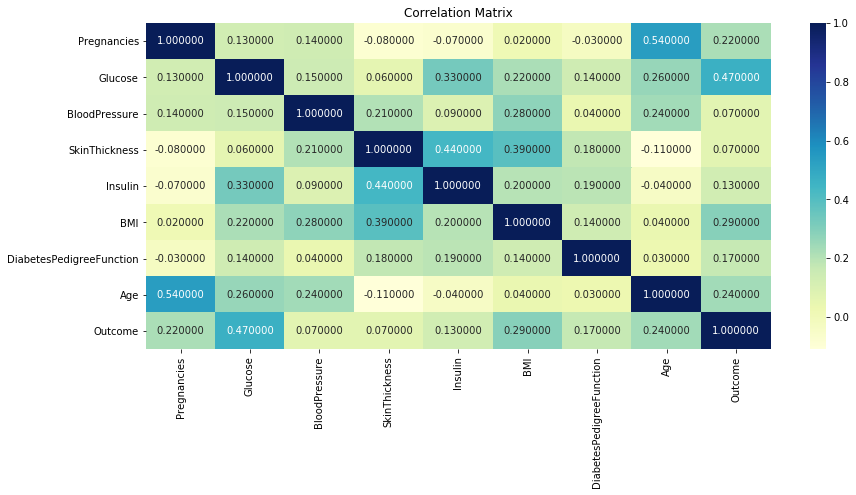 Correlation Matrix
Pregnancies 1.000000 0.130000 0.140000 -0.080000 -0.070000 0.020000 -0.030000 0.540000 0.220000
Glucose 0.130000 1.000000 0.150000 0.060000 0.330000 0.220000 0.140000 0.260000 0.470000
BloodPressure 0.140000 0.150000 1.000000 0.210000 0.090000 0.280000 0.040000 0.240000 0.070000
SkinThickness -0.080000 0.060000 0.210000 1.000000 0.440000 0.390000 0.180000 -0.110000 0.070000
Insulin -0.070000 0.330000 0.090000 0.440000 1.000000 0.200000 0.190000 -0.040000 0.130000
BMI 0.020000 0.220000 0.280000 0.390000 0.200000 1.000000 0.140000 0.040000 0.290000
DiabetesPedigreeFunction -0.030000 0.140000 0.040000 0.180000 0.190000 0.140000 1.000000 0.030000 0.170000
Age 0.540000 0.260000 0.240000 -0.110000 -0.040000 0.040000 0.030000 1.000000 0.240000
Outcome 0.220000 0.470000 0.070000 0.070000 0.130000 0.290000 0.170000 0.240000 1.000000
Pregnancies
Glucose
BloodPressure
SkinThickness
Insulin
BMI
DiabetesPedigreeFunction
Age
Outcome
1.0
0.8
0.6
0.4
0.2
0.0